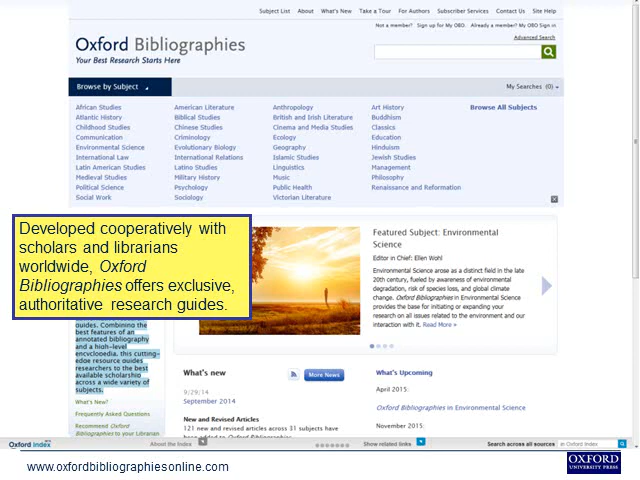 Subject List About What's New Take a Tour For Authors Subscriber Services Contact Us Site Help
Not a member? Sign up for My OBO Already a member? My OBO Sign in
Advanced Search
Oxford Bibliographies
Your Best Research Starts Here
Browse by Subject
My Searches (0)
African Studies American Literature Anthropology Art History Browse All Subjects
Atlantic History Biblical Studies British and Irish Literature Buddhism
Childhood Studies Chinese Studies Cinema and Media Studies Classics
Communication Criminology Ecology Education
Environmental Science Evolutionary Biology Geography Hinduism
International Law International Relations Islamic Studies Jewish Studies
Latin American Studies Latino Studies Linguistics Management
Medieval Studies Military History Music Philosophy
Political Science Psychology Public Health Renaissance and Reformation
Social Work Sociology Victorian Literature
Developed cooperatively with
scholars and librarians
worldwide, Oxford
Bibliographies offers exclusive,
authoritative research guides.
Featured Subject: Environmental
Science
Editor in Chief: Ellen Wohl
Environmental Science arose as a distinct field in the late
20th century, fueled by awareness of environmental
degradation, risk of species loss, and global climate
change. Oxford Bibliographies in Environmental Science
provides the base for initiating or expanding any
research on all issues related to the environment and our
interaction with it. Read More »
guides. Combining the
best features of an
annotated bibliography
and a high-level
encyclopedia, this cutting-
edge resource guides
researchers to the best
available scholarship
across a wide variety of
subjects.
What's New?
Frequently Asked Questions
Recommend Oxford
Bibliographies to your Librarian
What's new
More News
9/29/14
September 2014
New and Revised Articles
121 new and revised articles across 31 subjects have
What's Upcoming
April 2015:
Oxford Bibliographies in Environmental Science
November 2015:
Oxford Index
About the Index
Show related links
Search across all sources
in Oxford Index
www.oxfordbibliographiesonline.com
OXFORD
UNIVERSITY PRESS